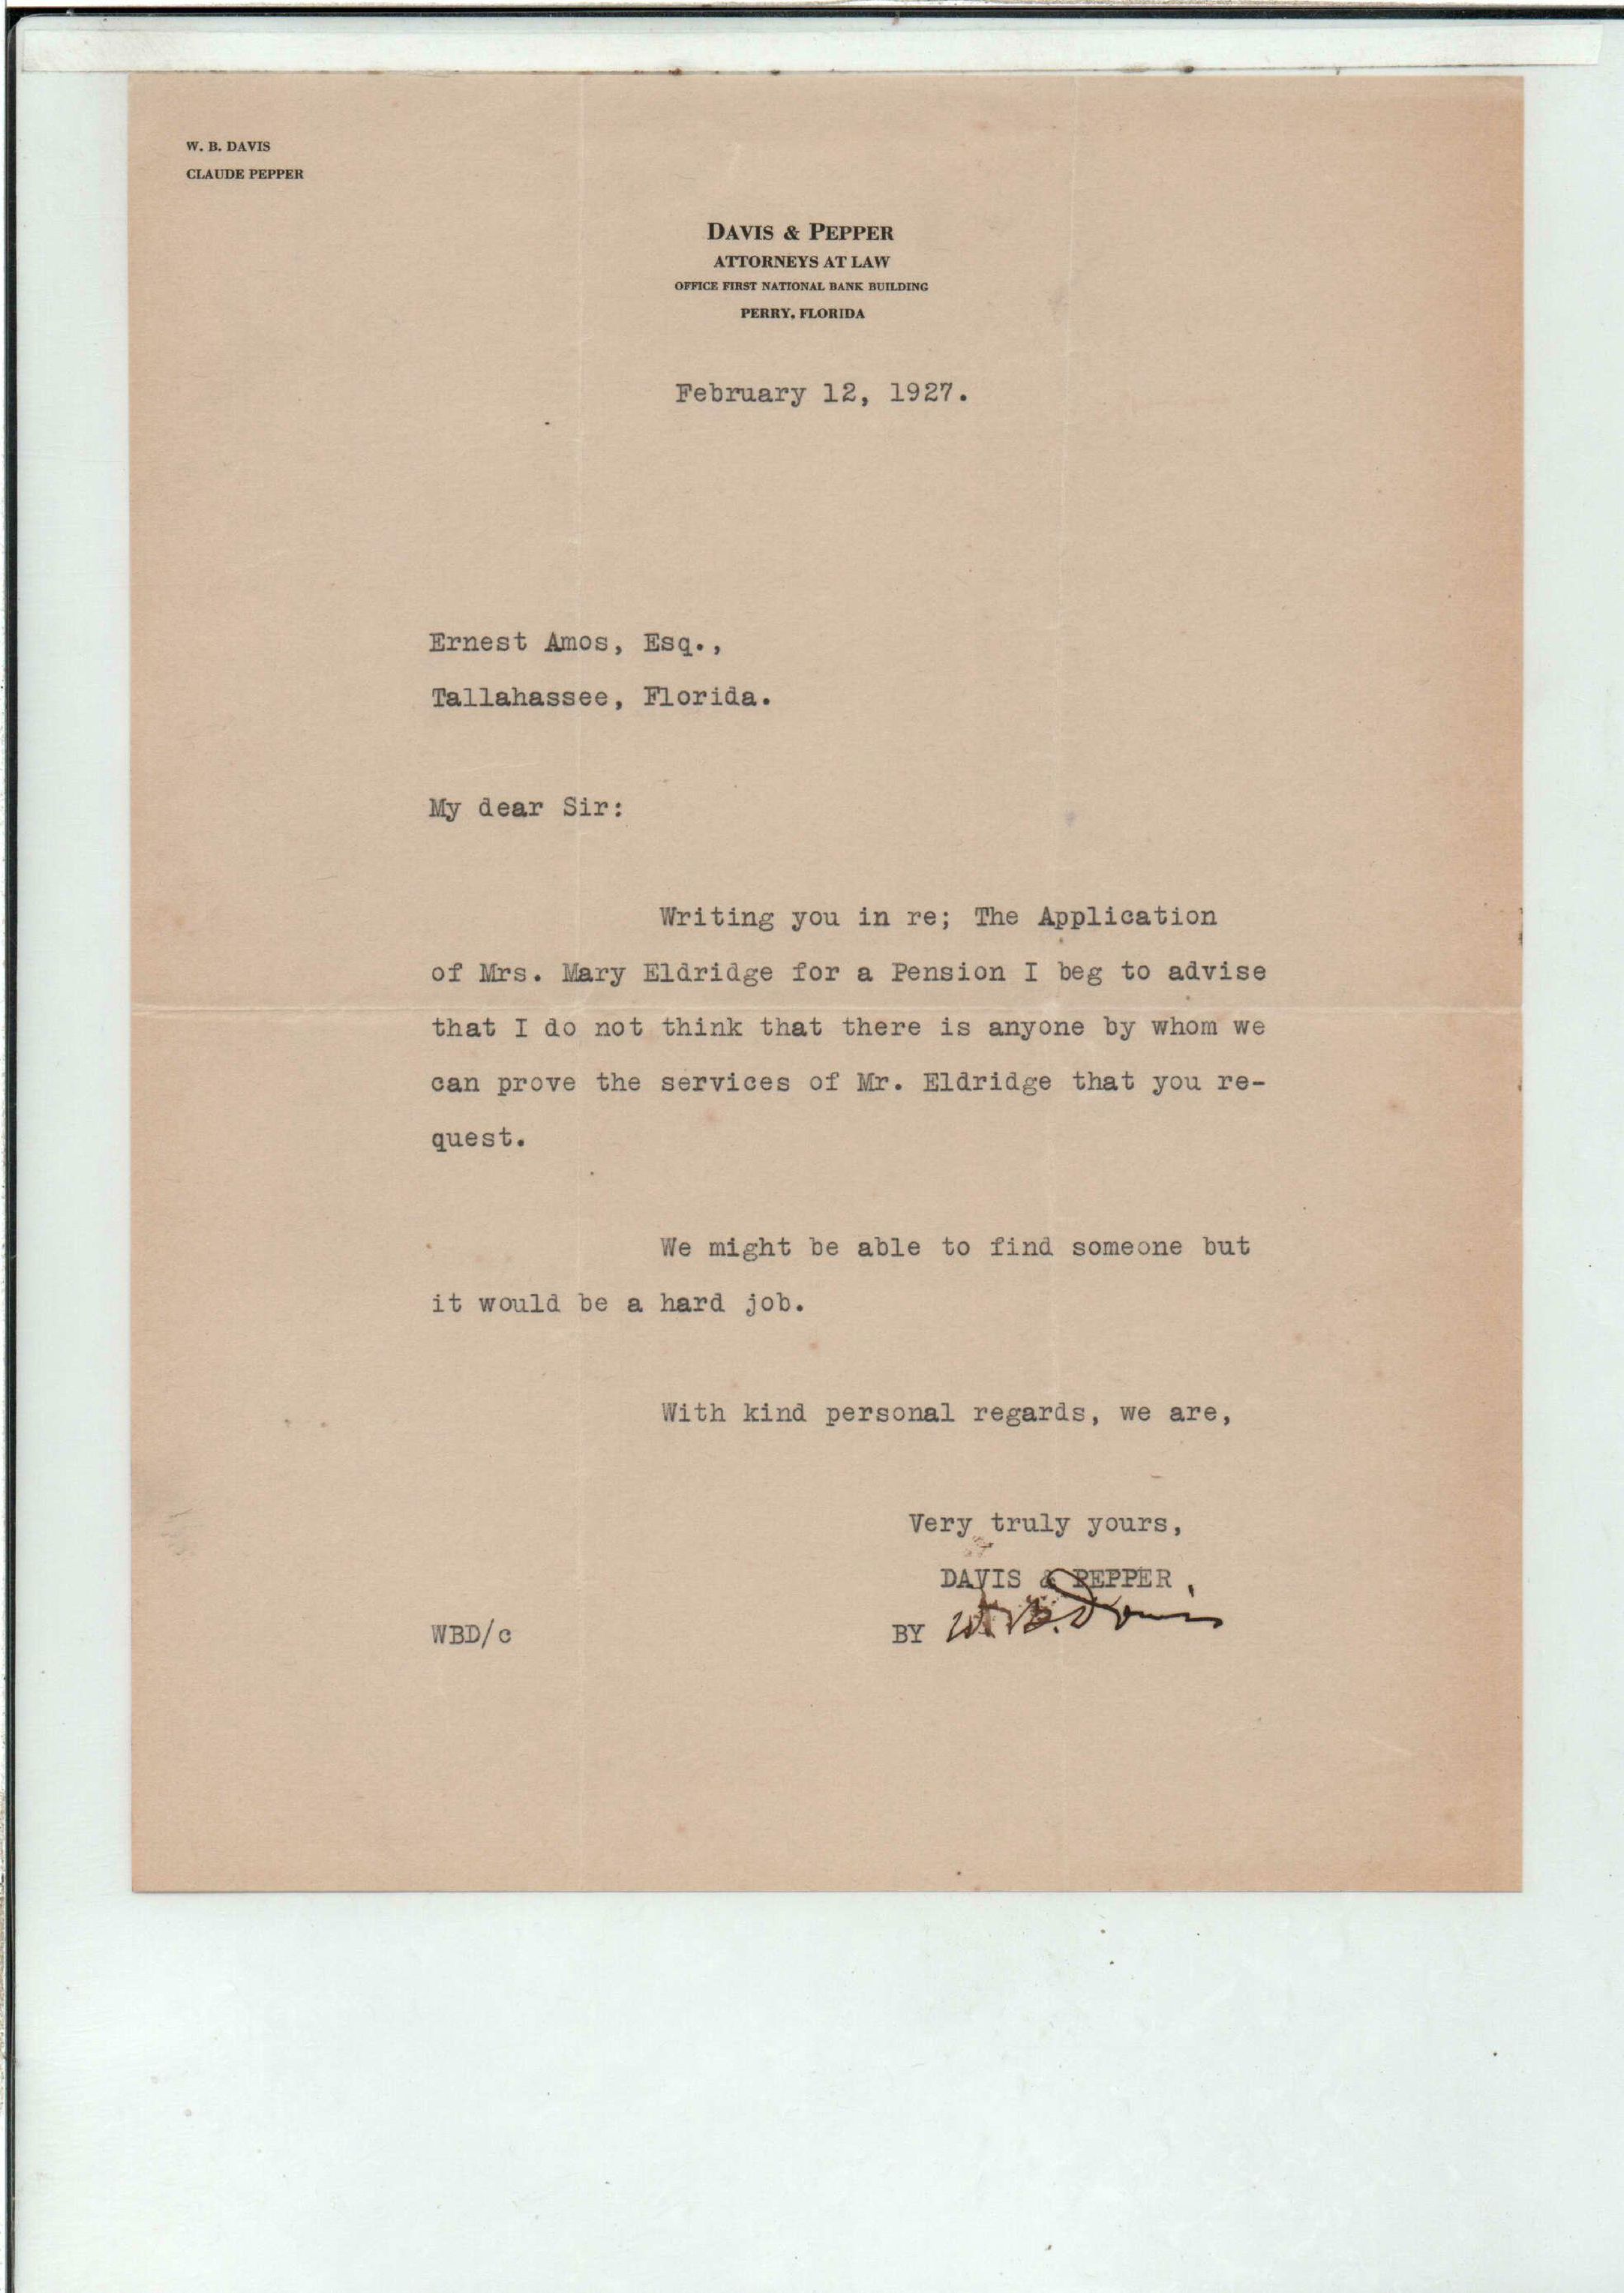 W. B. DAVIS
CLAUDE PEPPER
DAVIS & PEPPER
ATTORNEYS AT LAW
OFFICE FIRST NATIONAL BANK BUILDING
PERRY, FLORIDA
February 12, 1927.
Ernest Amos, Esq.,
Tallahassee, Florida.
My dear Sir:
Writing you in re; The Application
of Mrs. Mary Eldridge for a Pension I beg to advise
that I do not think that there is anyone by whom we
can prove the services of Mr. Eldridge that you re-
quest.
We might be able to find someone but
it would be a hard job.
With kind personal regards, we are,
Very truly yours,
DAVIS & PEPPER
WBD/c
BY W.B. Davis